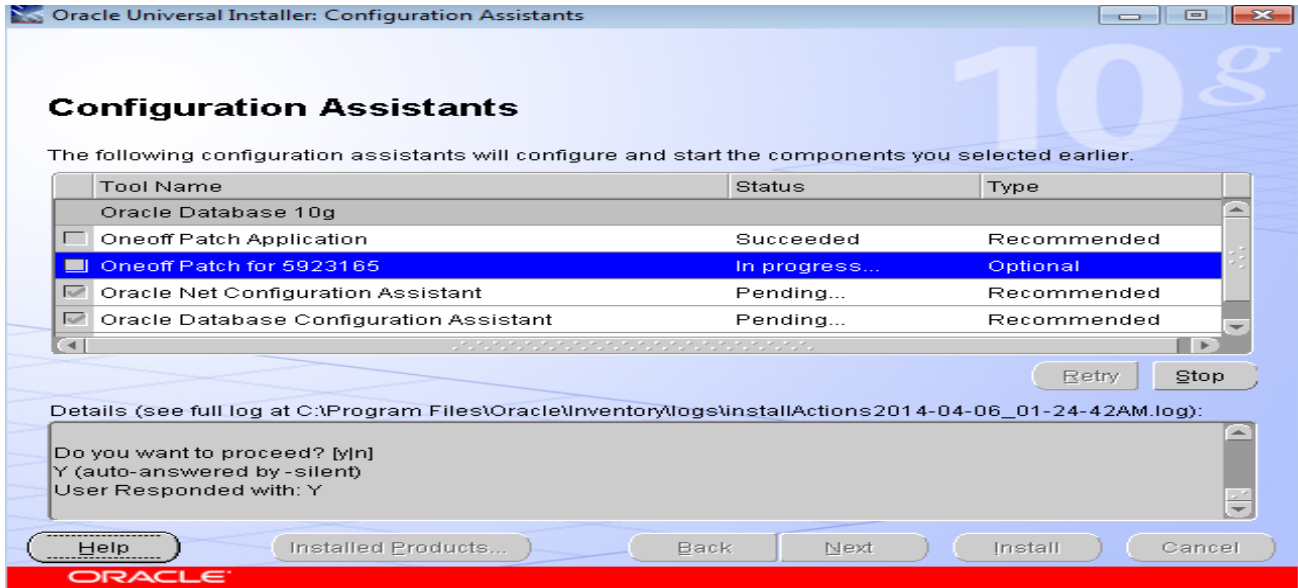 Oracle Universal Installer: Configuration Assistants
10g
Configuration Assistants
The following configuration assistants will configure and start the components you selected earlier.
Tool Name Status Type
Oracle Database 10g
Oneoff Patch Application Succeeded Recommended
Oneoff Patch for 5923165 In progress... Optional
Oracle Net Configuration Assistant Pending... Recommended
Oracle Database Configuration Assistant Pending... Recommended
Retry Stop
Details (see full log at C:\Program Files\Oracle\Inventory\logs\installActions2014-04-06_01-24-42AM.log):
Do you want to proceed? [y|n]
Y (auto-answered by -silent)
User Responded with: Y
Help Installed Products... Back Next Install Cancel
ORACLE